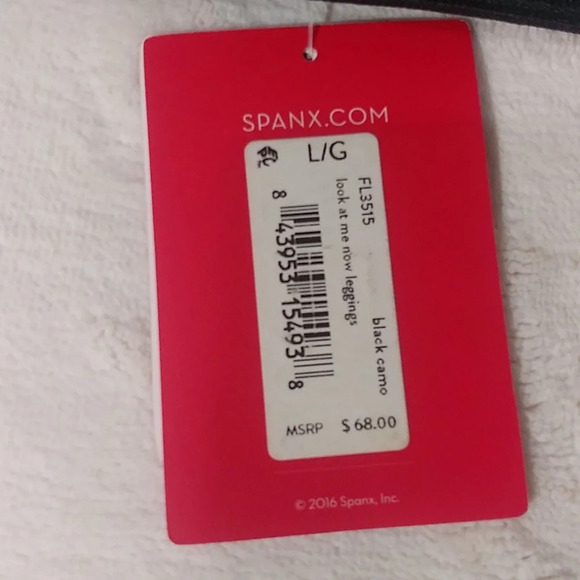 SPANX.COM
L/G
FL3515
look at me now leggings
black camo
8 43953 15493 8
MSRP $ 68.00
© 2016 Spanx, Inc.